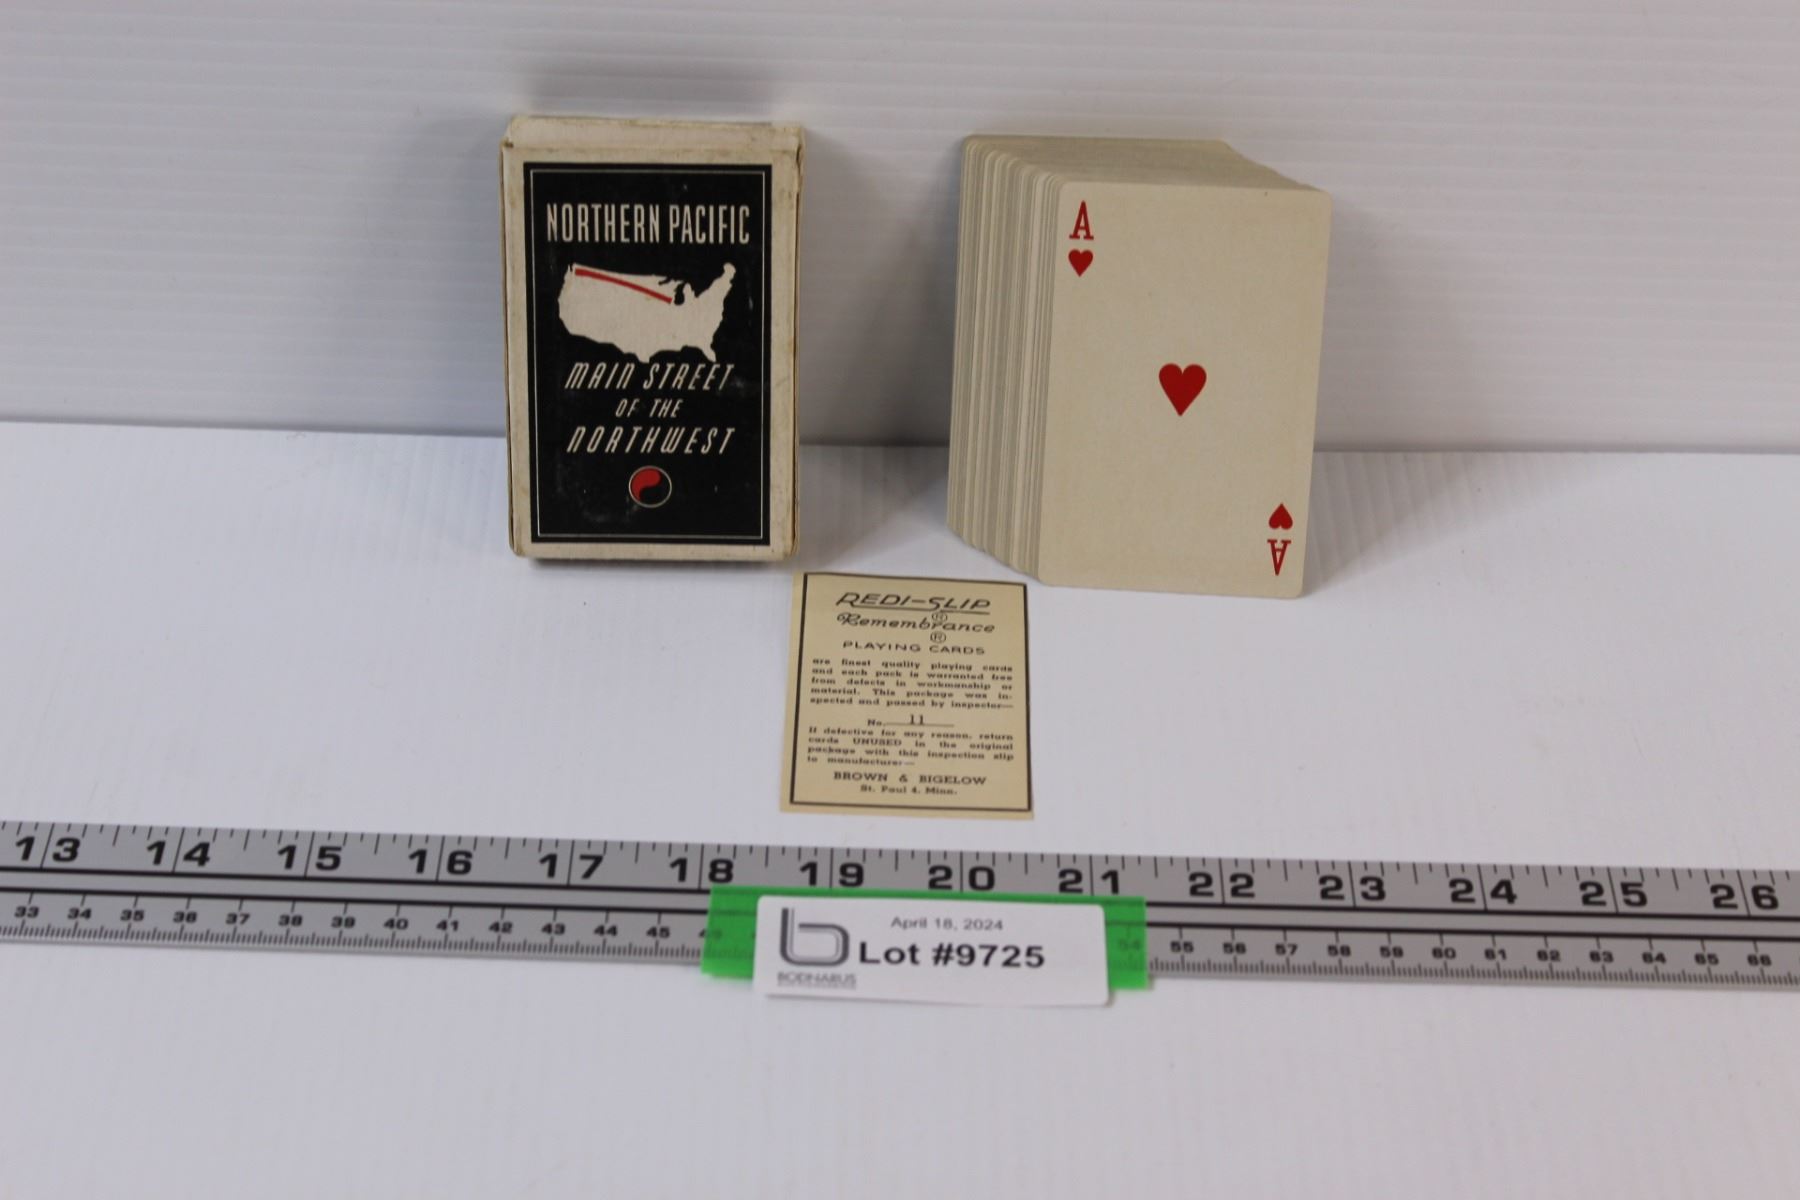 NORTHERN PACIFIC
MAIN STREET
OF THE
NORTHWEST
A
A
REDI-SLIP
®
Remembrance
®
PLAYING CARDS
are finest quality playing cards
and each pack is warranted free
from defects in workmanship or
material. This package was in-
spected and passed by inspector—
No. 11
If defective for any reason, return
cards UNUSED in the original
package with this inspection slip
to manufacturer—
BROWN & BIGELOW
St. Paul 4, Minn.
13 14 15 16 17 18 19 20 21 22 23 24 25 26
33 34 35 36 37 38 39 40 41 42 43 44 45 54 55 56 57 58 59 60 61 62 63 64 65 66
April 18, 2024
Lot #9725
b
BODNARUS